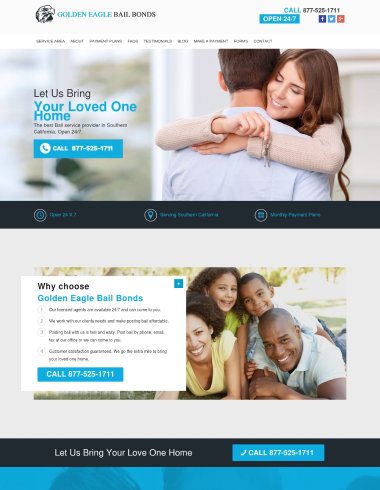 GOLDEN EAGLE BAIL BONDS
CALL 877-525-1711
OPEN 24/7
SERVICE AREA ABOUT PAYMENT PLANS FAQS TESTIMONIALS BLOG MAKE A PAYMENT FORMS CONTACT
Let Us Bring
Your Loved One
Home
The best Bail service provider in Southern
California. Open 24/7.
CALL 877-525-1711
Open 24 X 7
Serving Southern California
Monthly Payment Plans
Why choose
Golden Eagle Bail Bonds
+
1 Our licensed agents are available 24/7 and can come to you.
2 We work with our clients needs and make posting bail affordable.
3 Posting bail with us is fast and easy. Post bail by phone, email,
fax at our office or we can come to you.
4 Customer satisfaction guaranteed. We go the extra mile to bring
your loved one home.
CALL 877-525-1711
Let Us Bring Your Love One Home
CALL 877-525-1711